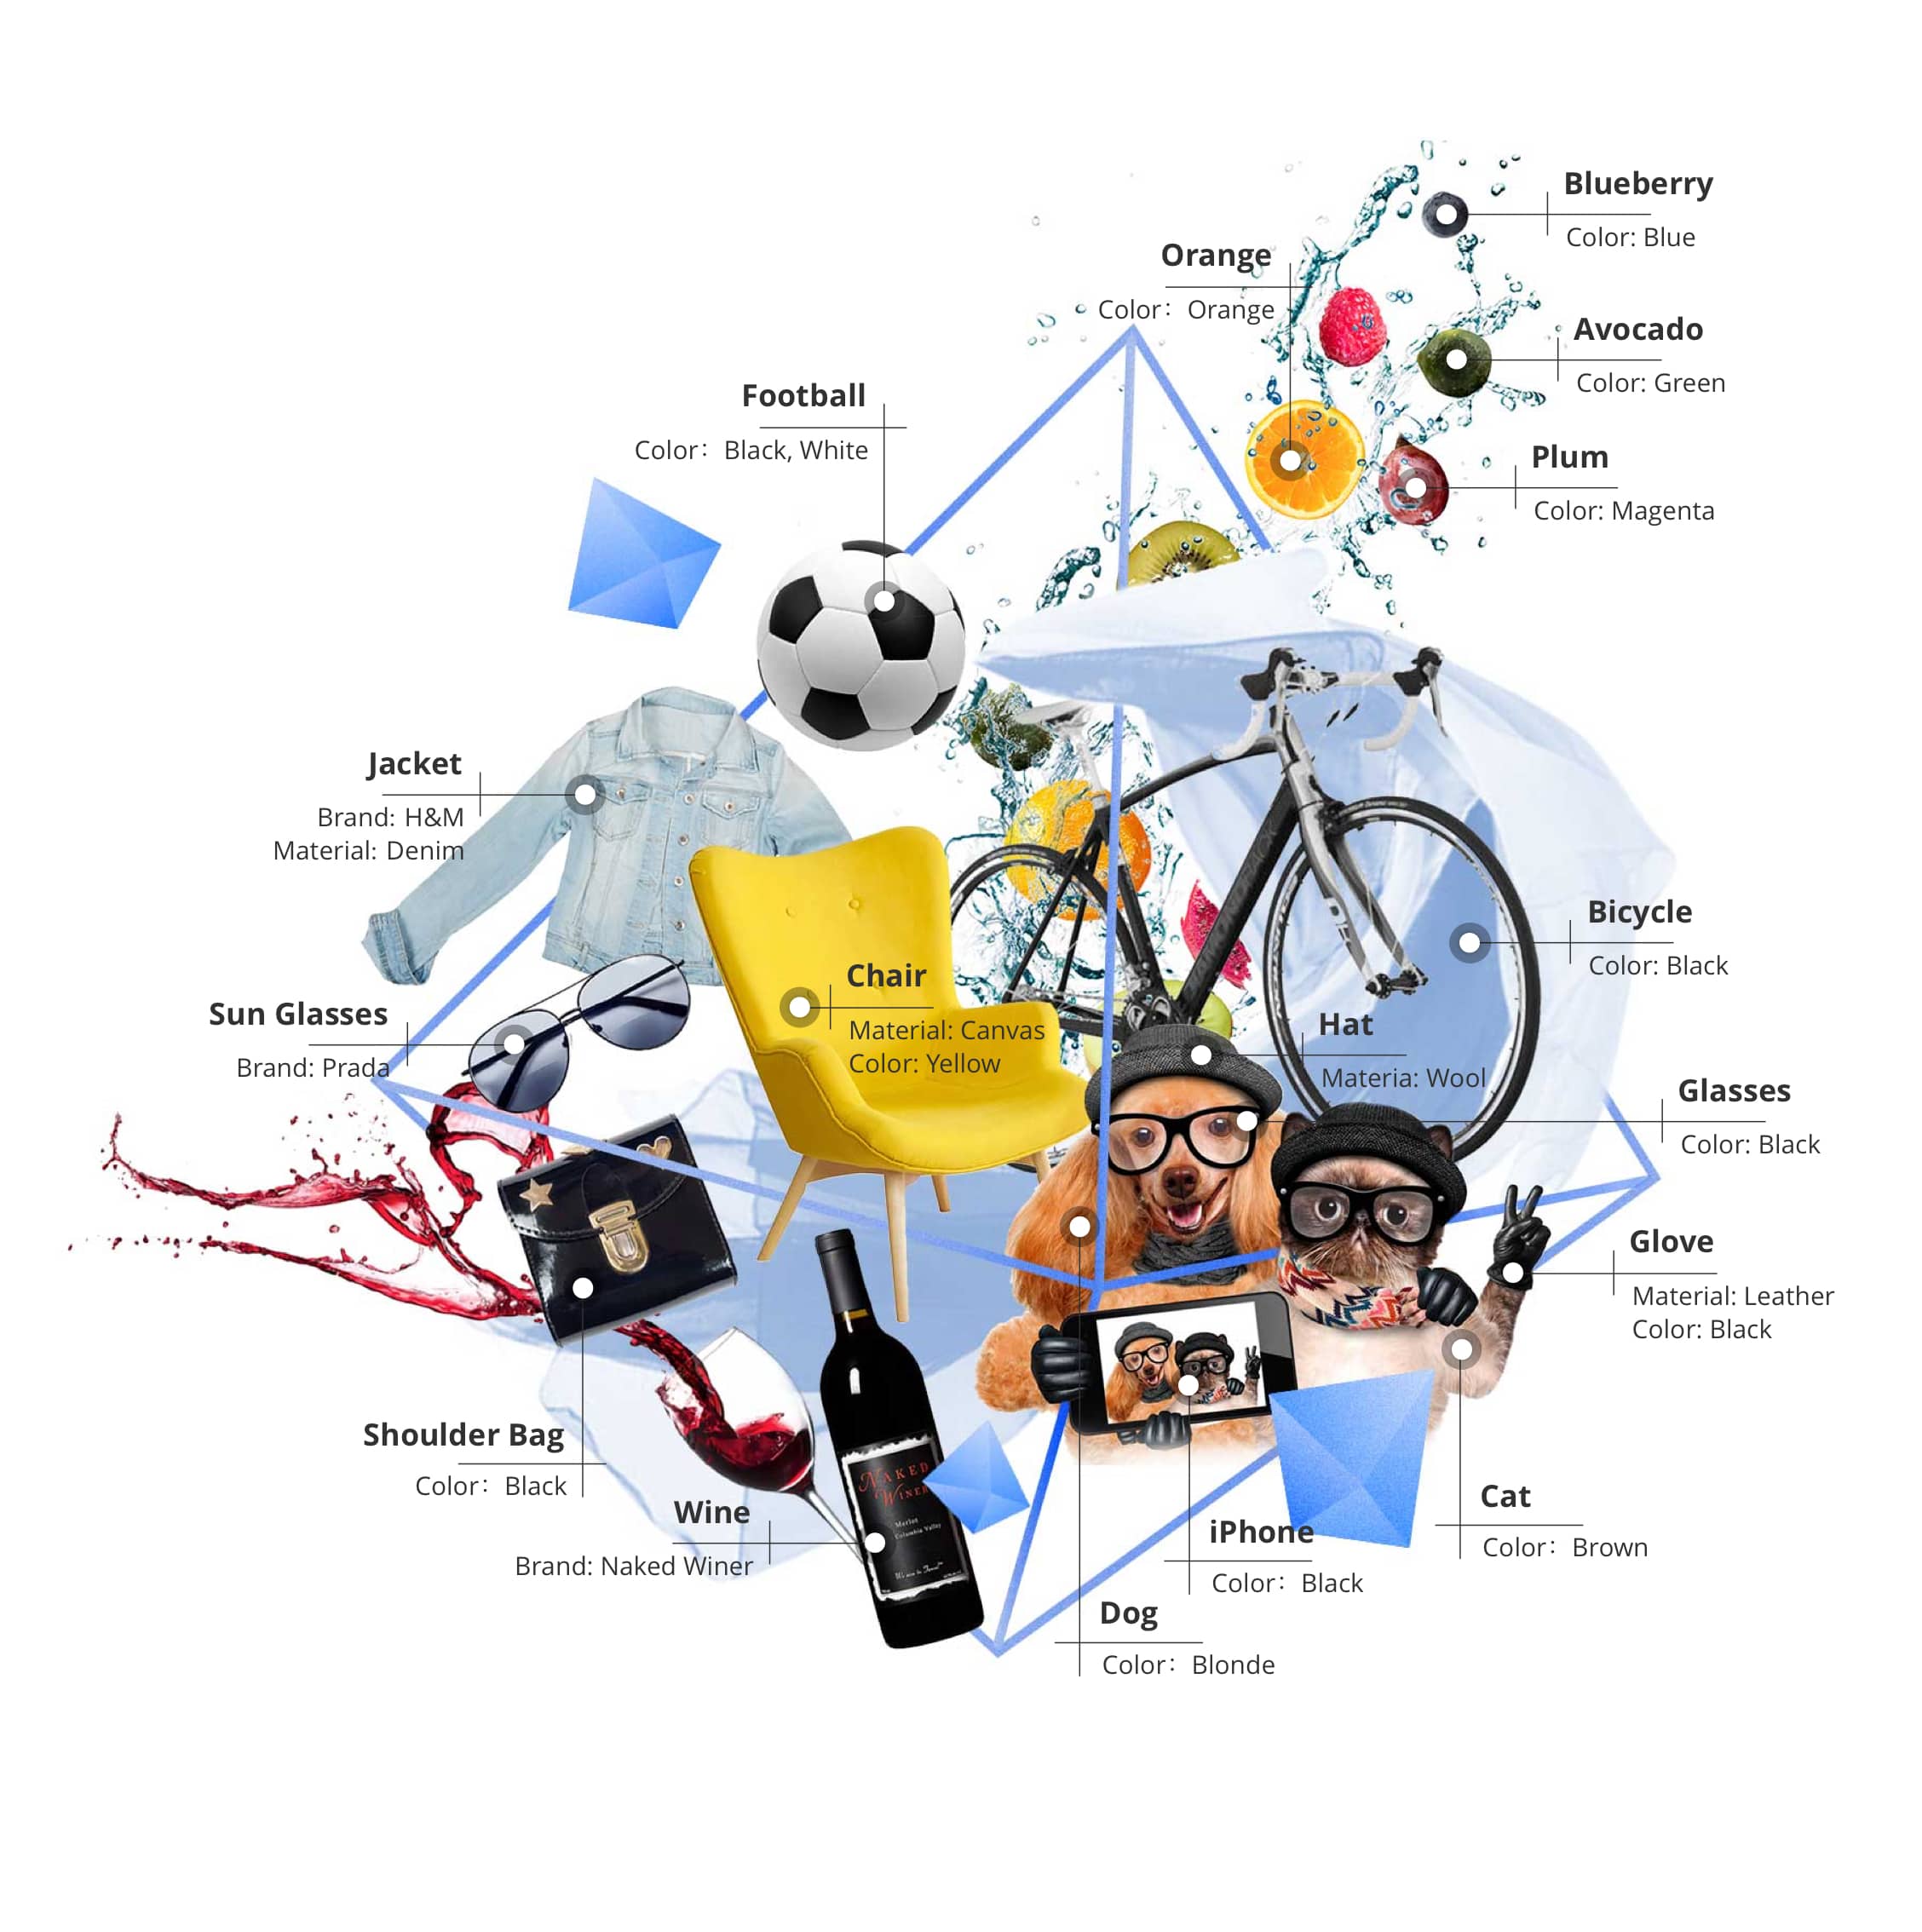 Blueberry
Color: Blue
Orange
Color: Orange
Avocado
Color: Green
Football
Color: Black, White
Plum
Color: Magenta
Jacket
Brand: H&M
Material: Denim
Bicycle
Color: Black
Chair
Material: Canvas
Color: Yellow
Sun Glasses
Brand: Prada
Hat
Materia: Wool
Glasses
Color: Black
Glove
Material: Leather
Color: Black
Shoulder Bag
Color: Black
NAKED
WINER
Merlot
Columbia Valley
Wine
Brand: Naked Winer
Cat
Color: Brown
iPhone
Color: Black
Dog
Color: Blonde